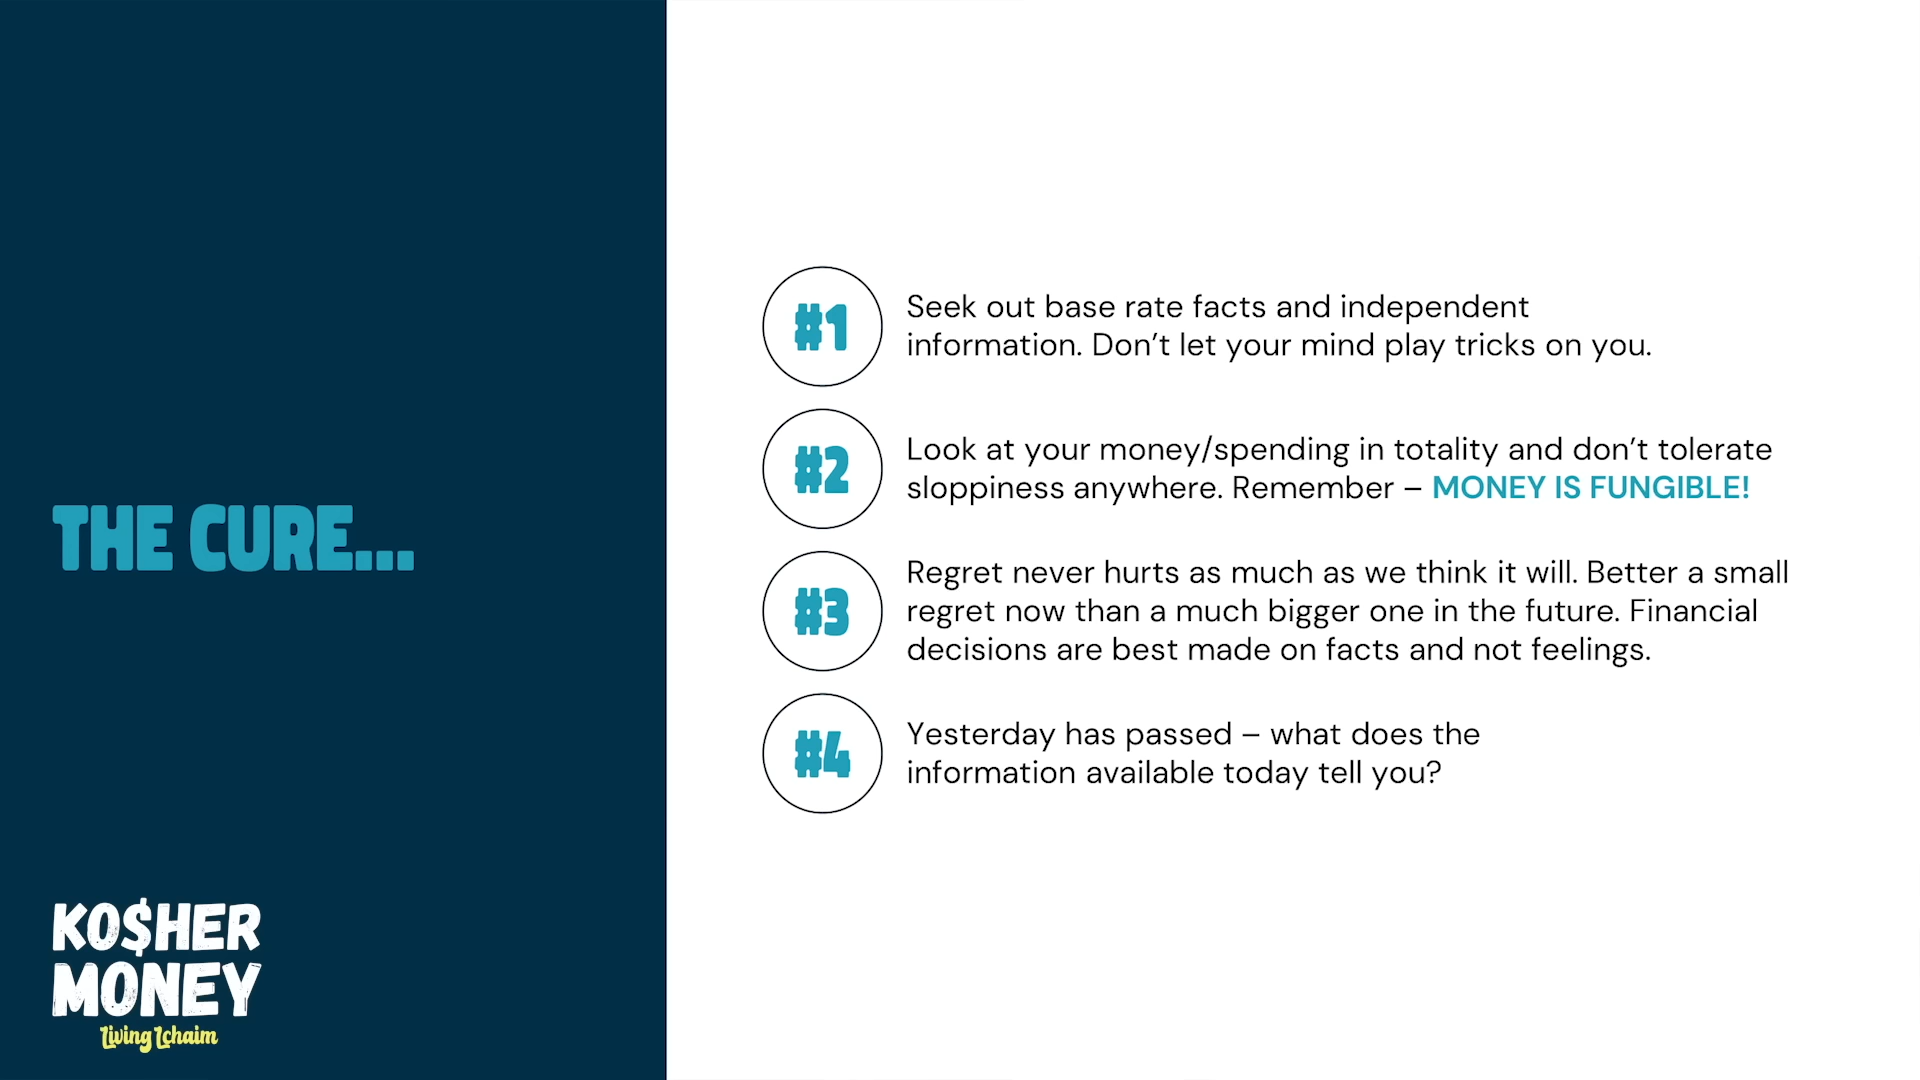 THE CURE...
#1
Seek out base rate facts and independent
information. Don’t let your mind play tricks on you.
#2
Look at your money/spending in totality and don’t tolerate
sloppiness anywhere. Remember – MONEY IS FUNGIBLE!
#3
Regret never hurts as much as we think it will. Better a small
regret now than a much bigger one in the future. Financial
decisions are best made on facts and not feelings.
#4
Yesterday has passed – what does the
information available today tell you?
KO$HER
MONEY
Living Lchaim